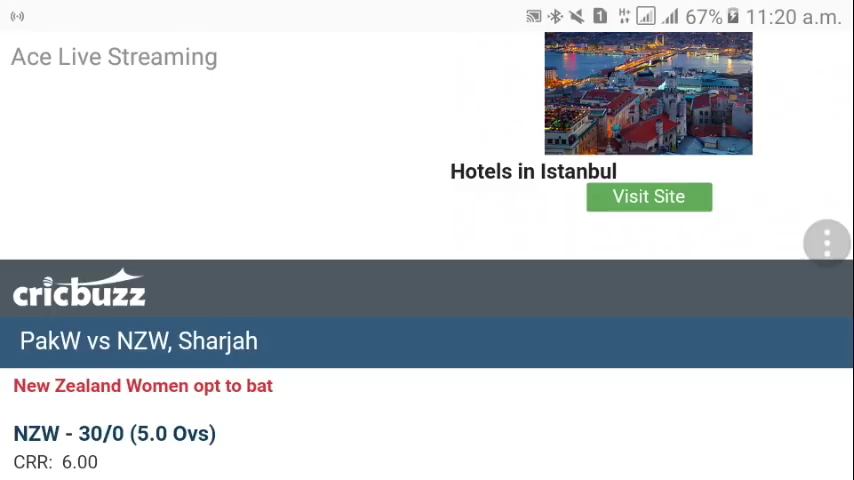 67% 11:20 a.m.
Ace Live Streaming
Hotels in Istanbul
Visit Site
cricbuzz
PakW vs NZW, Sharjah
New Zealand Women opt to bat
NZW - 30/0 (5.0 Ovs)
CRR: 6.00